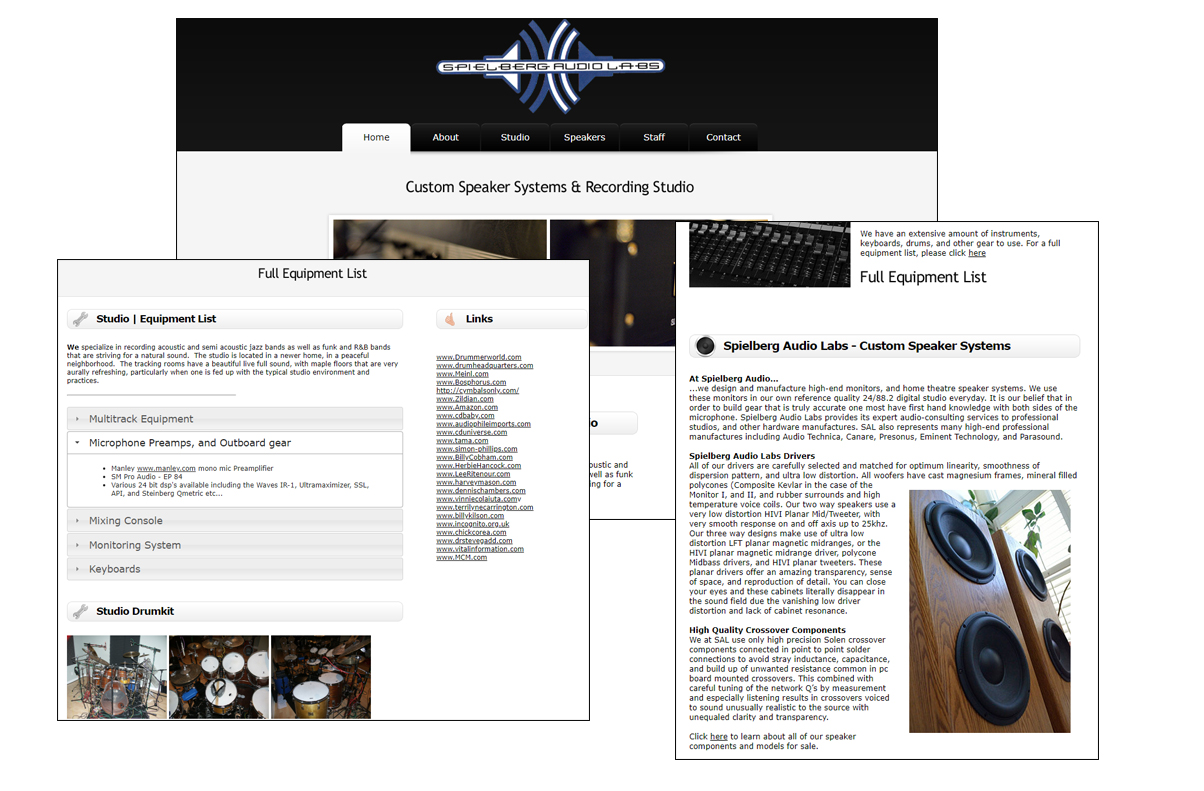 SPIELBERG AUDIO LABS
Home
About
Studio
Speakers
Staff
Contact
Custom Speaker Systems & Recording Studio
Full Equipment List
Studio | Equipment List
We specialize in recording acoustic and semi acoustic jazz bands as well as funk and R&B bands
that are striving for a natural sound. The studio is located in a newer home, in a peaceful
neighborhood. The tracking rooms have a beautiful live full sound, with maple floors that are very
aurally refreshing, particularly when one is fed up with the typical studio environment and
practices.
Multitrack Equipment
Microphone Preamps, and Outboard gear
Manley www.manley.com mono mic Preamplifier
SM Pro Audio - EP 84
Various 24 bit dsp's available including the Waves IR-1, Ultramaximizer, SSL,
API, and Steinberg Qmetric etc...
Mixing Console
Monitoring System
Keyboards
Studio Drumkit
Links
www.Drummerworld.com
www.drumheadquarters.com
www.Meinl.com
www.Bosphorus.com
http://cymbalsonly.com/
www.Zildian.com
www.Amazon.com
www.cdbaby.com
www.audiophileimports.com
www.cduniverse.com
www.tama.com
www.simon-phillips.com
www.BillyCobham.com
www.HerbieHancock.com
www.LeeRitenour.com
www.harveymason.com
www.dennischambers.com
www.vinniecolaiuta.comv
www.terrilynecarrington.com
www.billykilson.com
www.incognito.org.uk
www.chickcorea.com
www.drstevegadd.com
www.vitalinformation.com
www.MCM.com
io
oustic and
well as funk
ing for a
We have an extensive amount of instruments,
keyboards, drums, and other gear to use. For a full
equipment list, please click here
Full Equipment List
Spielberg Audio Labs - Custom Speaker Systems
At Spielberg Audio...
...we design and manufacture high-end monitors, and home theatre speaker systems. We use
these monitors in our own reference quality 24/88.2 digital studio everyday. It is our belief that in
order to build gear that is truly accurate one most have first hand knowledge with both sides of the
microphone. Spielberg Audio Labs provides its expert audio-consulting services to professional
studios, and other hardware manufactures. SAL also represents many high-end professional
manufactures including Audio Technica, Canare, Presonus, Eminent Technology, and Parasound.
Spielberg Audio Labs Drivers
All of our drivers are carefully selected and matched for optimum linearity, smoothness of
dispersion pattern, and ultra low distortion. All woofers have cast magnesium frames, mineral filled
polycones (Composite Kevlar in the case of the
Monitor I, and II, and rubber surrounds and high
temperature voice coils. Our two way speakers use a
very low distortion HIVI Planar Mid/Tweeter, with
very smooth response on and off axis up to 25khz.
Our three way designs make use of ultra low
distortion LFT planar magnetic midranges, or the
HIVI planar magnetic midrange driver, polycone
Midbass drivers, and HIVI planar tweeters. These
planar drivers offer an amazing transparency, sense
of space, and reproduction of detail. You can close
your eyes and these cabinets literally disappear in
the sound field due the vanishing low driver
distortion and lack of cabinet resonance.
High Quality Crossover Components
We at SAL use only high precision Solen crossover
components connected in point to point solder
connections to avoid stray inductance, capacitance,
and build up of unwanted resistance common in pc
board mounted crossovers. This combined with
careful tuning of the network Q's by measurement
and especially listening results in crossovers voiced
to sound unusually realistic to the source with
unequaled clarity and transparency.
Click here to learn about all of our speaker
components and models for sale.